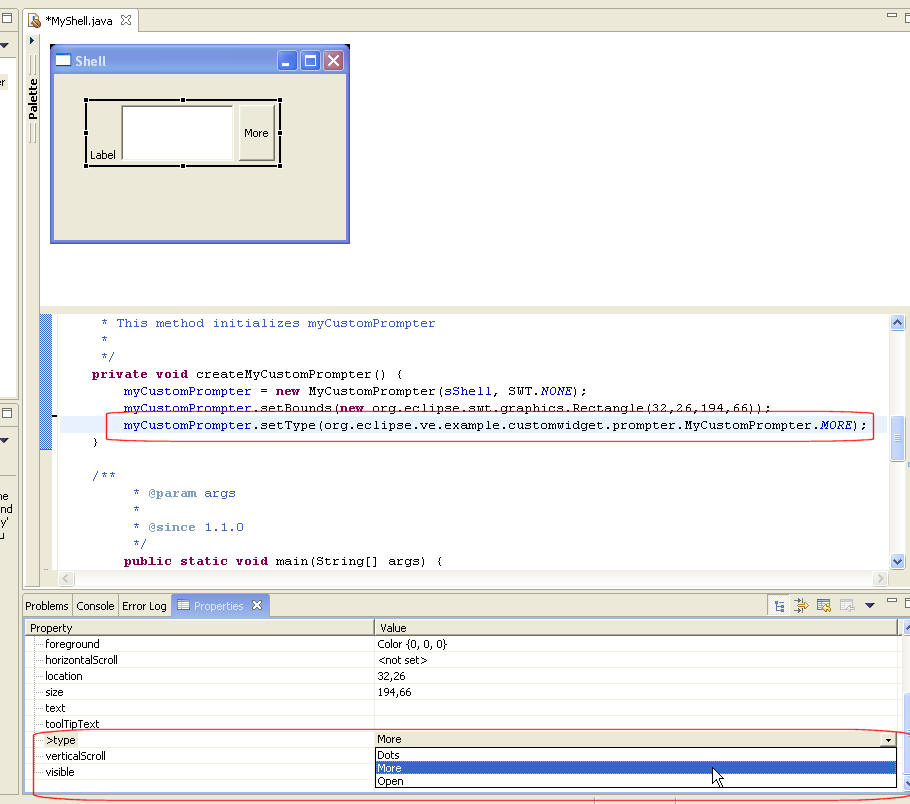 *MyShell.java
er
Palette
Shell
Label
More
* This method initializes myCustomPrompter
*
*/
private void createMyCustomPrompter() {
myCustomPrompter = new MyCustomPrompter(sShell, SWT.NONE);
myCustomPrompter.setBounds(new org.eclipse.swt.graphics.Rectangle(32,26,194,66));
myCustomPrompter.setType(org.eclipse.ve.example.customwidget.prompter.MyCustomPrompter.MORE);
}
/**
* @param args
*
* @since 1.1.0
*/
public static void main(String[] args) {
ne
nd
y'
Problems Console Error Log Properties
Property Value
foreground Color {0, 0, 0}
horizontalScroll <not set>
location 32,26
size 194,66
text
toolTipText
>type More
verticalScroll Dots
More
visible Open